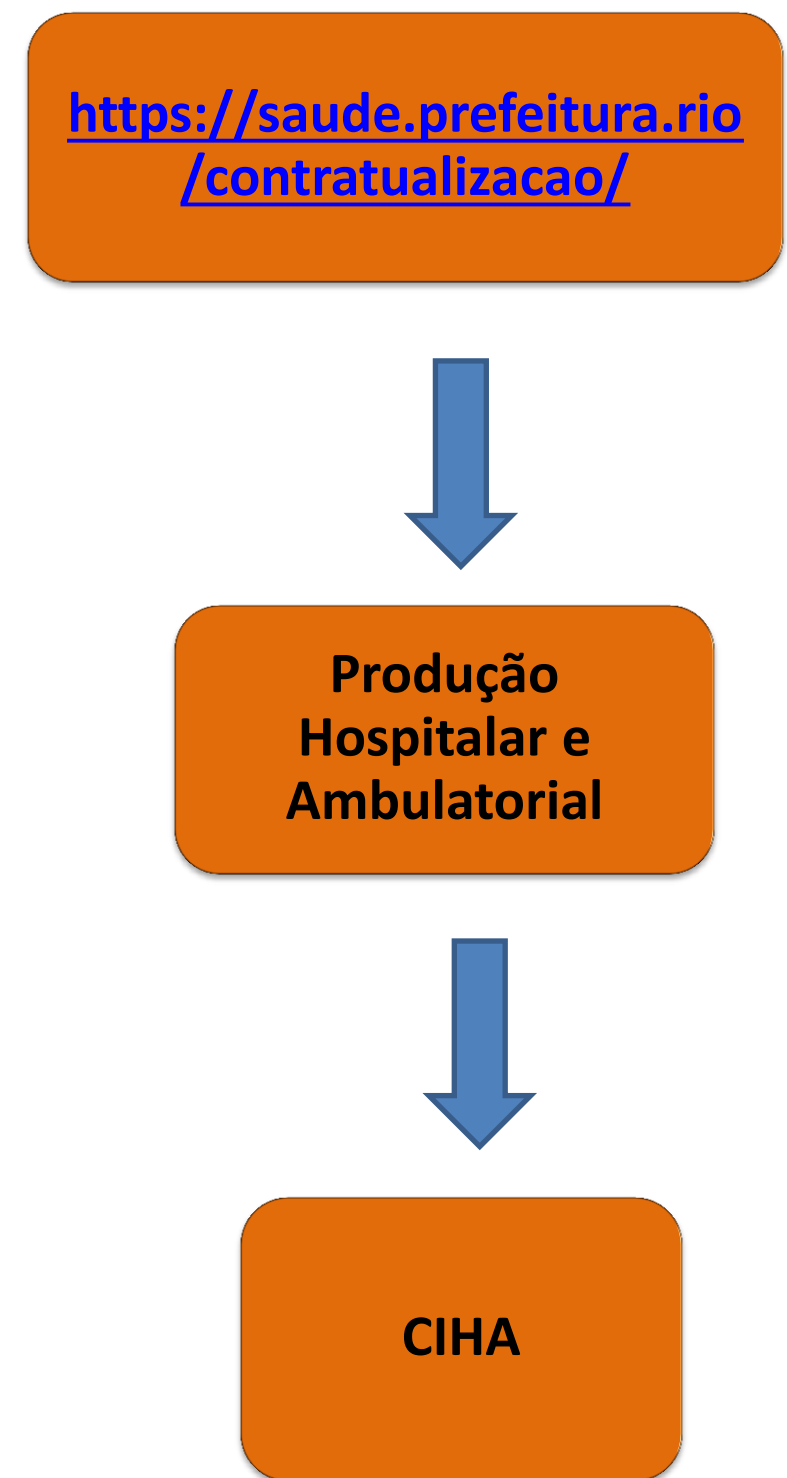 https://saude.prefeitura.rio
/contratualizacao/
Produção
Hospitalar e
Ambulatorial
CIHA